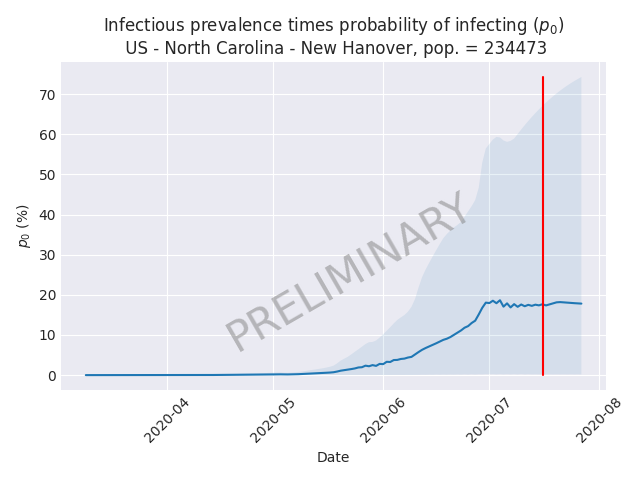 Infectious prevalence times probability of infecting (p₀)
US - North Carolina - New Hanover, pop. = 234473
70
60
50
40
30
20
10
0
p₀ (%)
PRELIMINARY
2020-04
2020-05
2020-06
2020-07
2020-08
Date